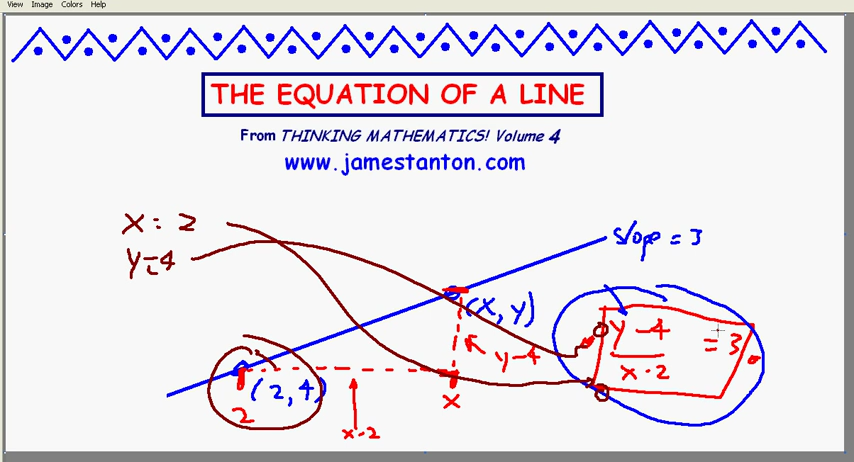 View Image Colors Help
THE EQUATION OF A LINE
From THINKING MATHEMATICS! Volume 4
www.jamestanton.com
x = 2
y = 4
slope = 3
(x, y)
y-4
y-4
x-2
= 3
(2, 4)
2
x
x-2